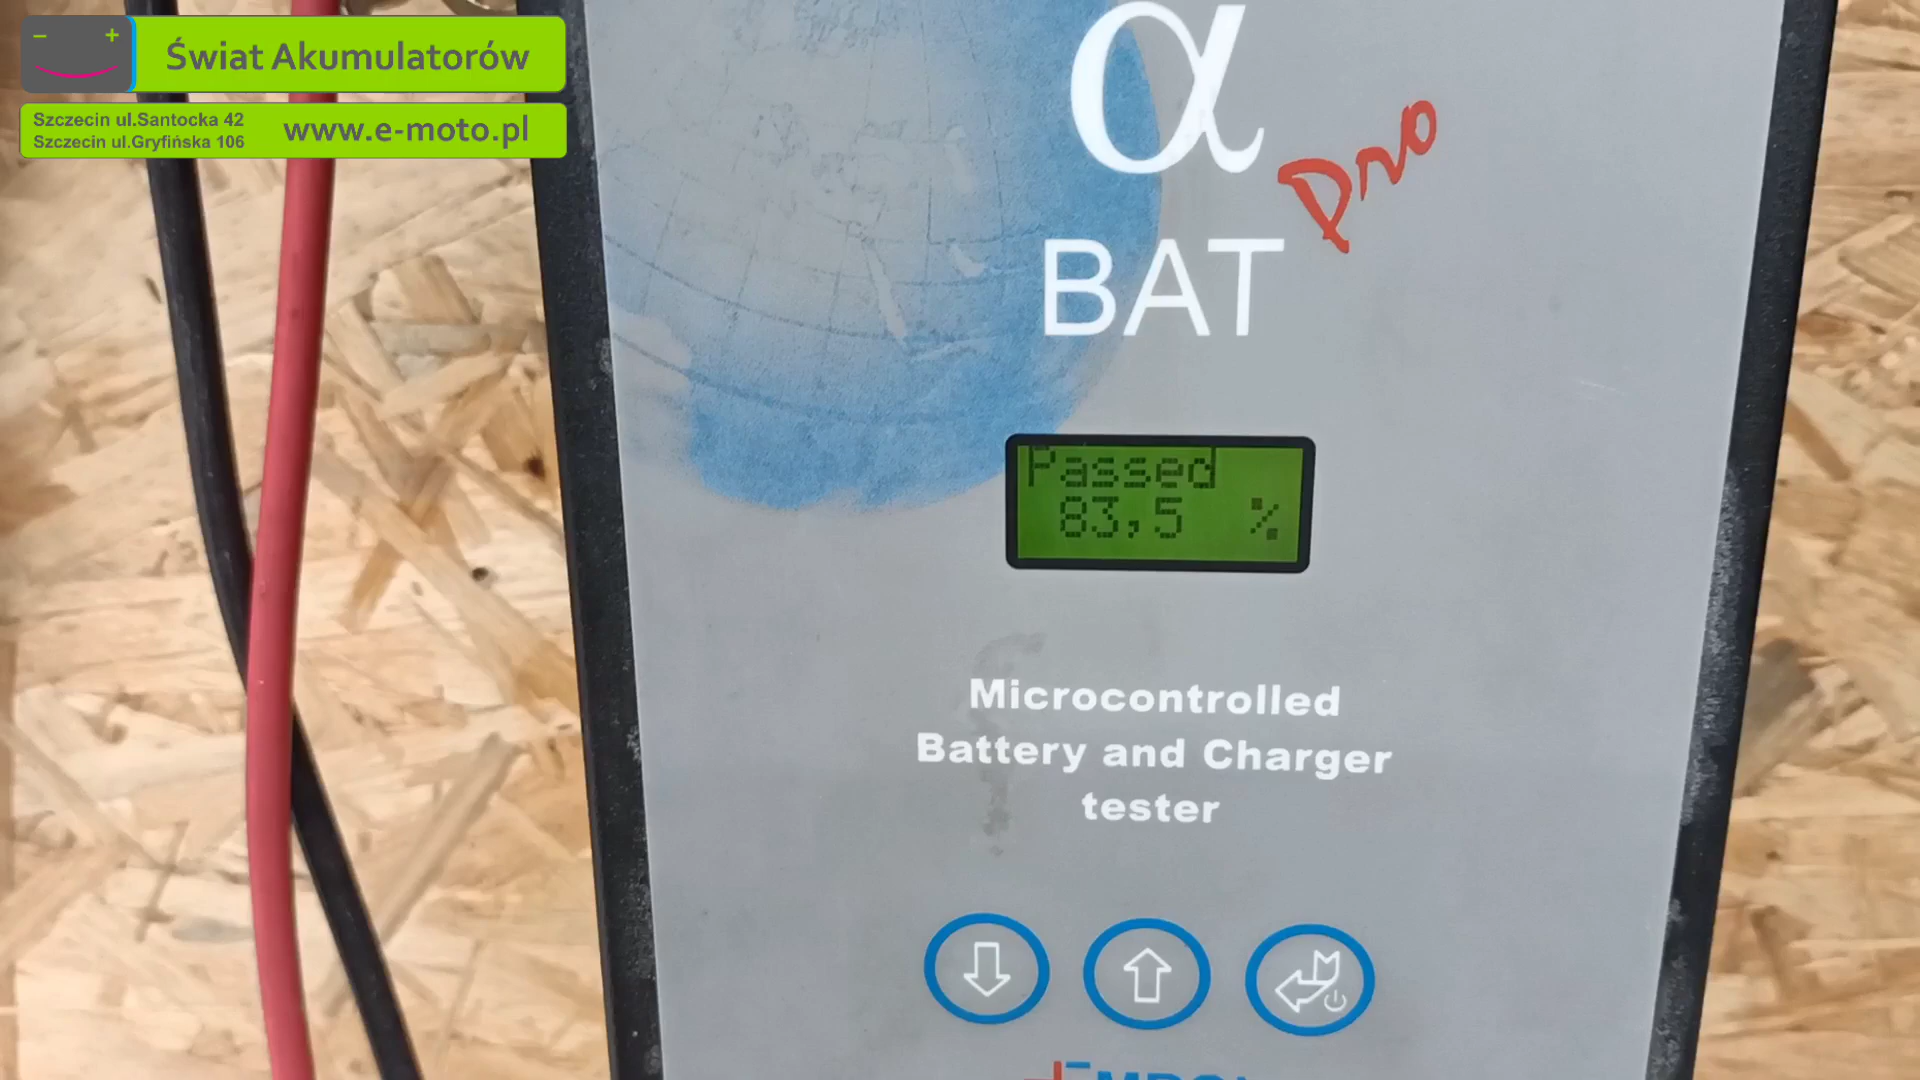 Świat Akumulatorów
Szczecin ul.Santocka 42
Szczecin ul.Gryfińska 106
www.e-moto.pl
α
Pro
BAT
Passed
83,5 %
Microcontrolled
Battery and Charger
tester